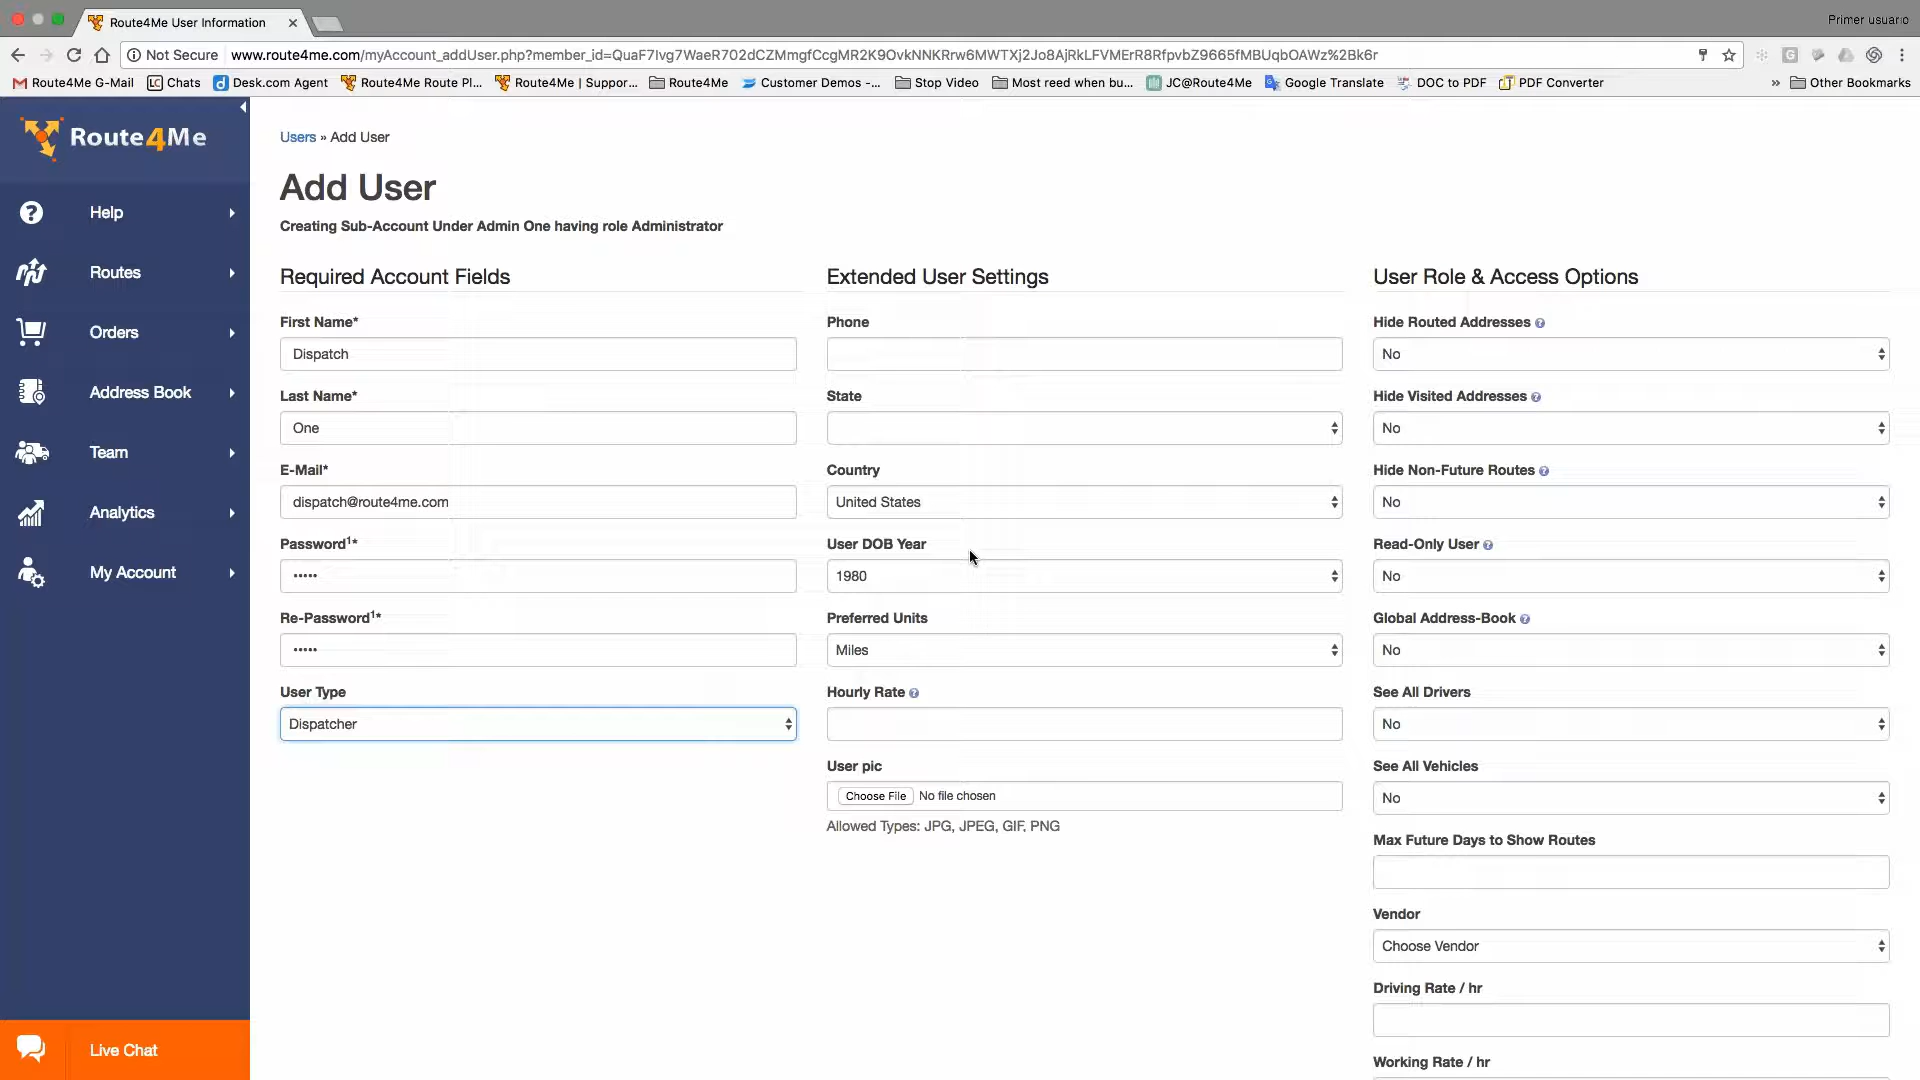 Route4Me User Information
Primer usuario
Not Secure
www.route4me.com/myAccount_addUser.php?member_id=QuaF7Ivg7WaeR702dCZMmgfCcgMR2K9OvkNNKRrw6MWTXj2Jo8AjRkLFVMErR8RfpvbZ9665fMBUqbOAWz%2Bk6r
Route4Me G-Mail
Chats
Desk.com Agent
Route4Me Route Pl...
Route4Me | Suppor...
Route4Me
Customer Demos -...
Stop Video
Most reed when bu...
JC@Route4Me
Google Translate
DOC to PDF
PDF Converter
»
Other Bookmarks
Route4Me
Help
Routes
Orders
Address Book
Team
Analytics
My Account
Live Chat
Users » Add User
Add User
Creating Sub-Account Under Admin One having role Administrator
Required Account Fields
First Name*
Dispatch
Last Name*
One
E-Mail*
dispatch@route4me.com
Password¹*
•••••
Re-Password¹*
•••••
User Type
Dispatcher
Extended User Settings
Phone
State
Country
United States
User DOB Year
1980
Preferred Units
Miles
Hourly Rate
User pic
Choose File No file chosen
Allowed Types: JPG, JPEG, GIF, PNG
User Role & Access Options
Hide Routed Addresses
No
Hide Visited Addresses
No
Hide Non-Future Routes
No
Read-Only User
No
Global Address-Book
No
See All Drivers
No
See All Vehicles
No
Max Future Days to Show Routes
Vendor
Choose Vendor
Driving Rate / hr
Working Rate / hr